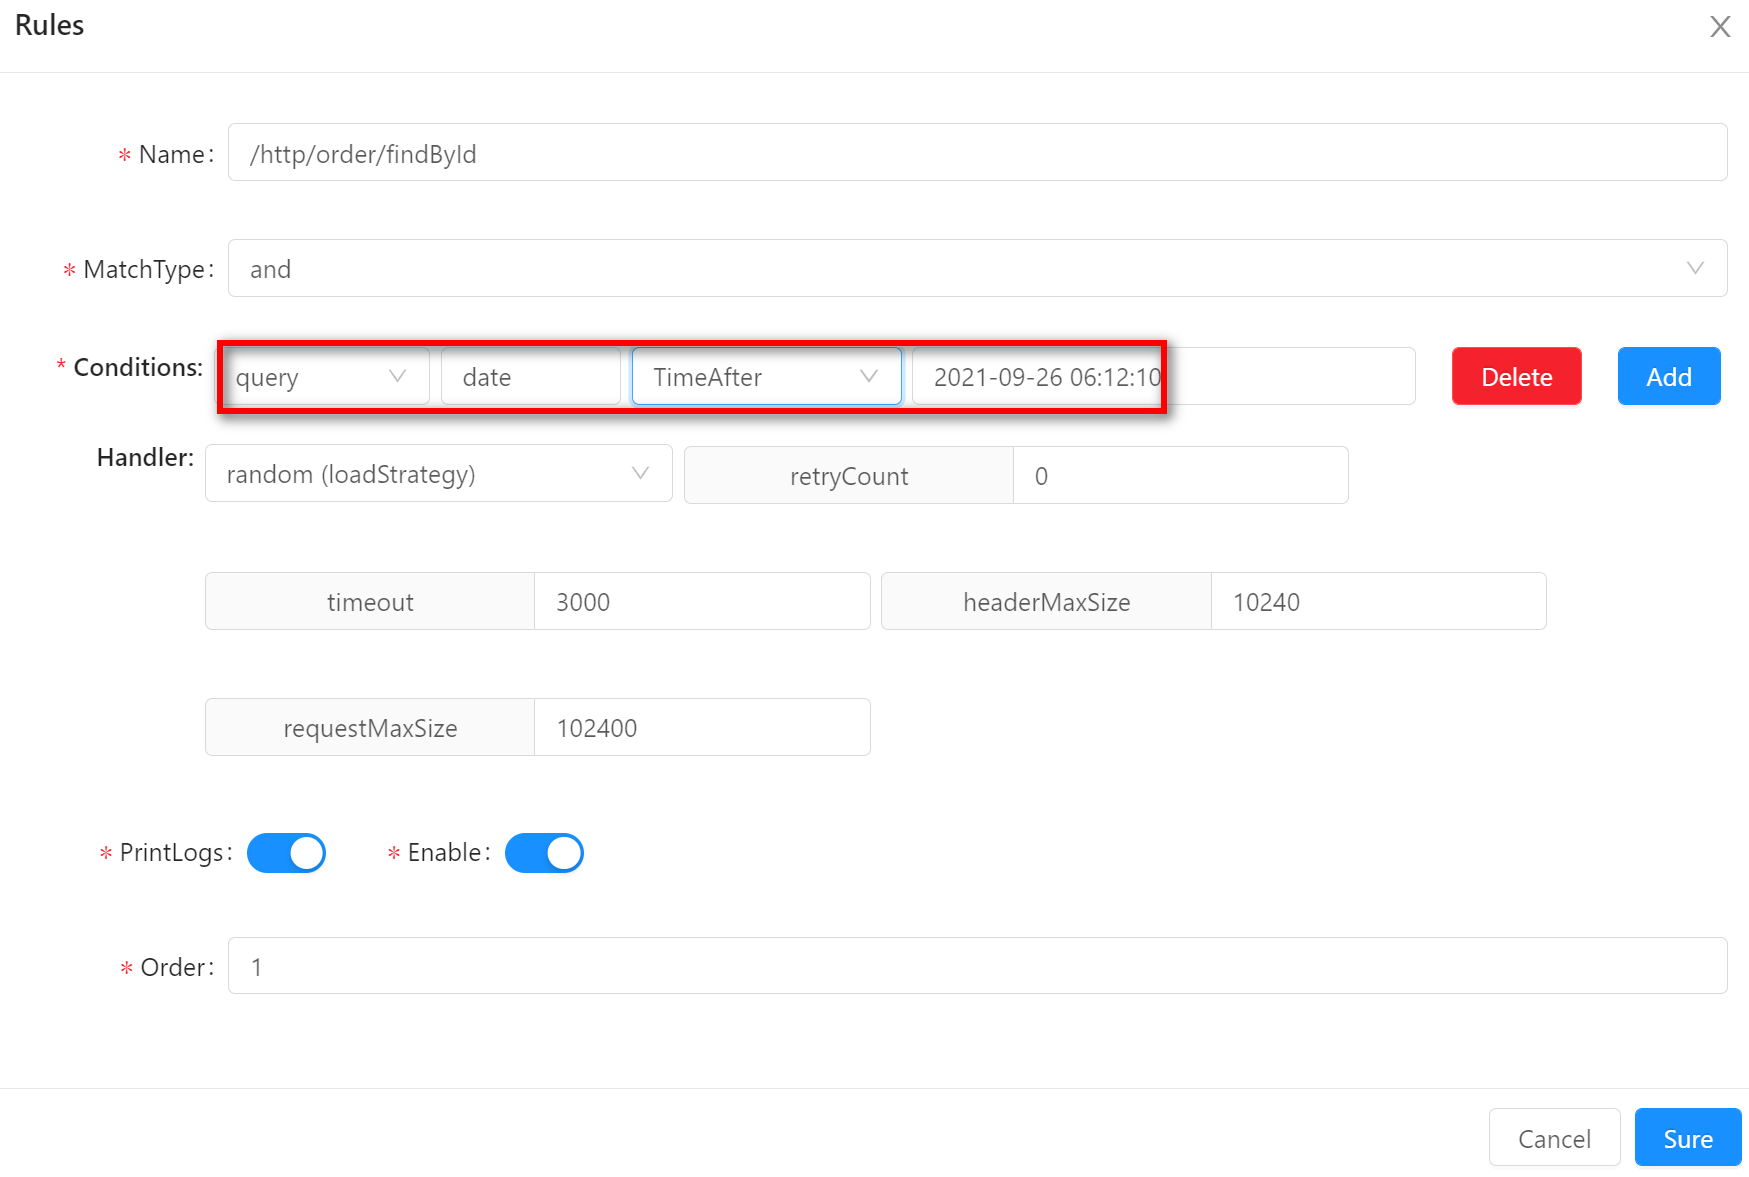 Rules
X
* Name: /http/order/findById
* MatchType: and
* Conditions: query date TimeAfter 2021-09-26 06:12:10 Delete Add
Handler: random (loadStrategy) retryCount 0
timeout 3000 headerMaxSize 10240
requestMaxSize 102400
* PrintLogs: * Enable:
* Order: 1
Cancel Sure